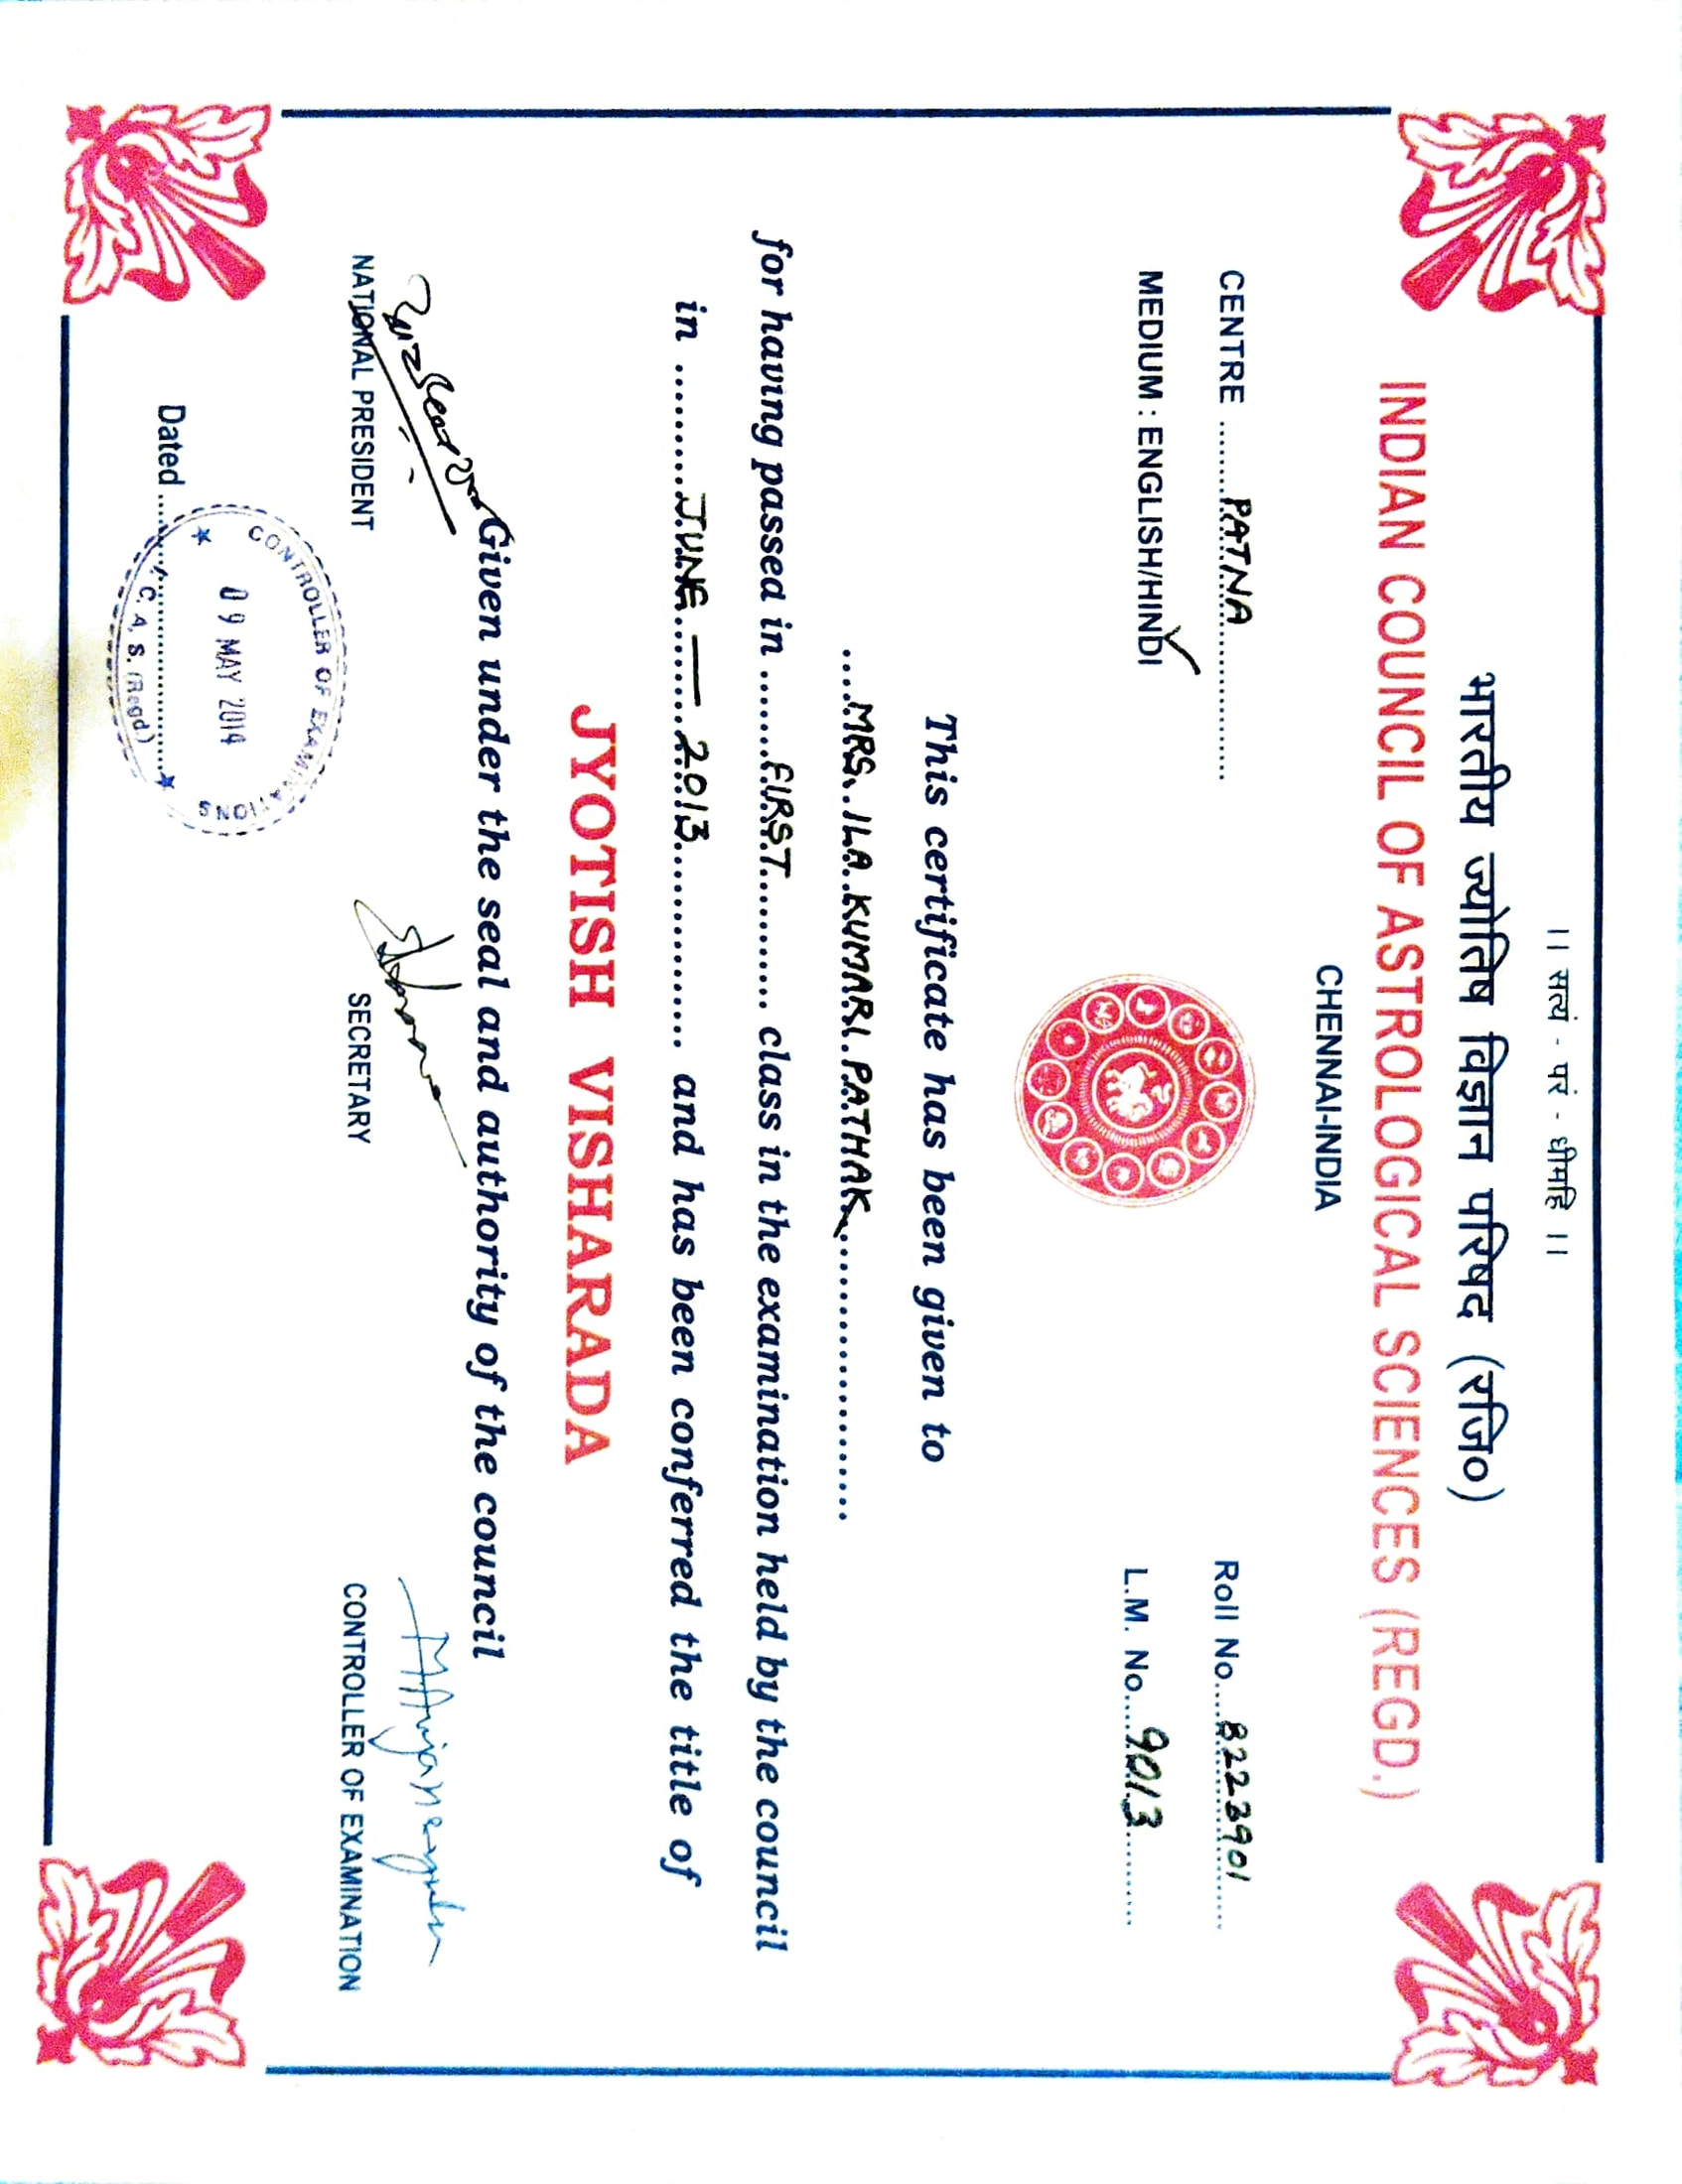 ।। सत्यं - परं - धीमहि ।।
भारतीय ज्योतिष विज्ञान परिषद (रजि०)
INDIAN COUNCIL OF ASTROLOGICAL SCIENCES (REGD.)
CHENNAI-INDIA
CENTRE ........PATNA................ Roll No....8223901........
MEDIUM : ENGLISH/HINDI L.M. No....9013.........
This certificate has been given to
....MRS. ILA KUMARI PATHAK....................
for having passed in .......FIRST........... class in the examination held by the council
in .........JUNE — 2013................. and has been conferred the title of
JYOTISH VISHARADA
Given under the seal and authority of the council
NATIONAL PRESIDENT SECRETARY CONTROLLER OF EXAMINATION
Dated ..............................
CONTROLLER OF EXAMINATIONS
09 MAY 2014
C. A. S. (Regd.)